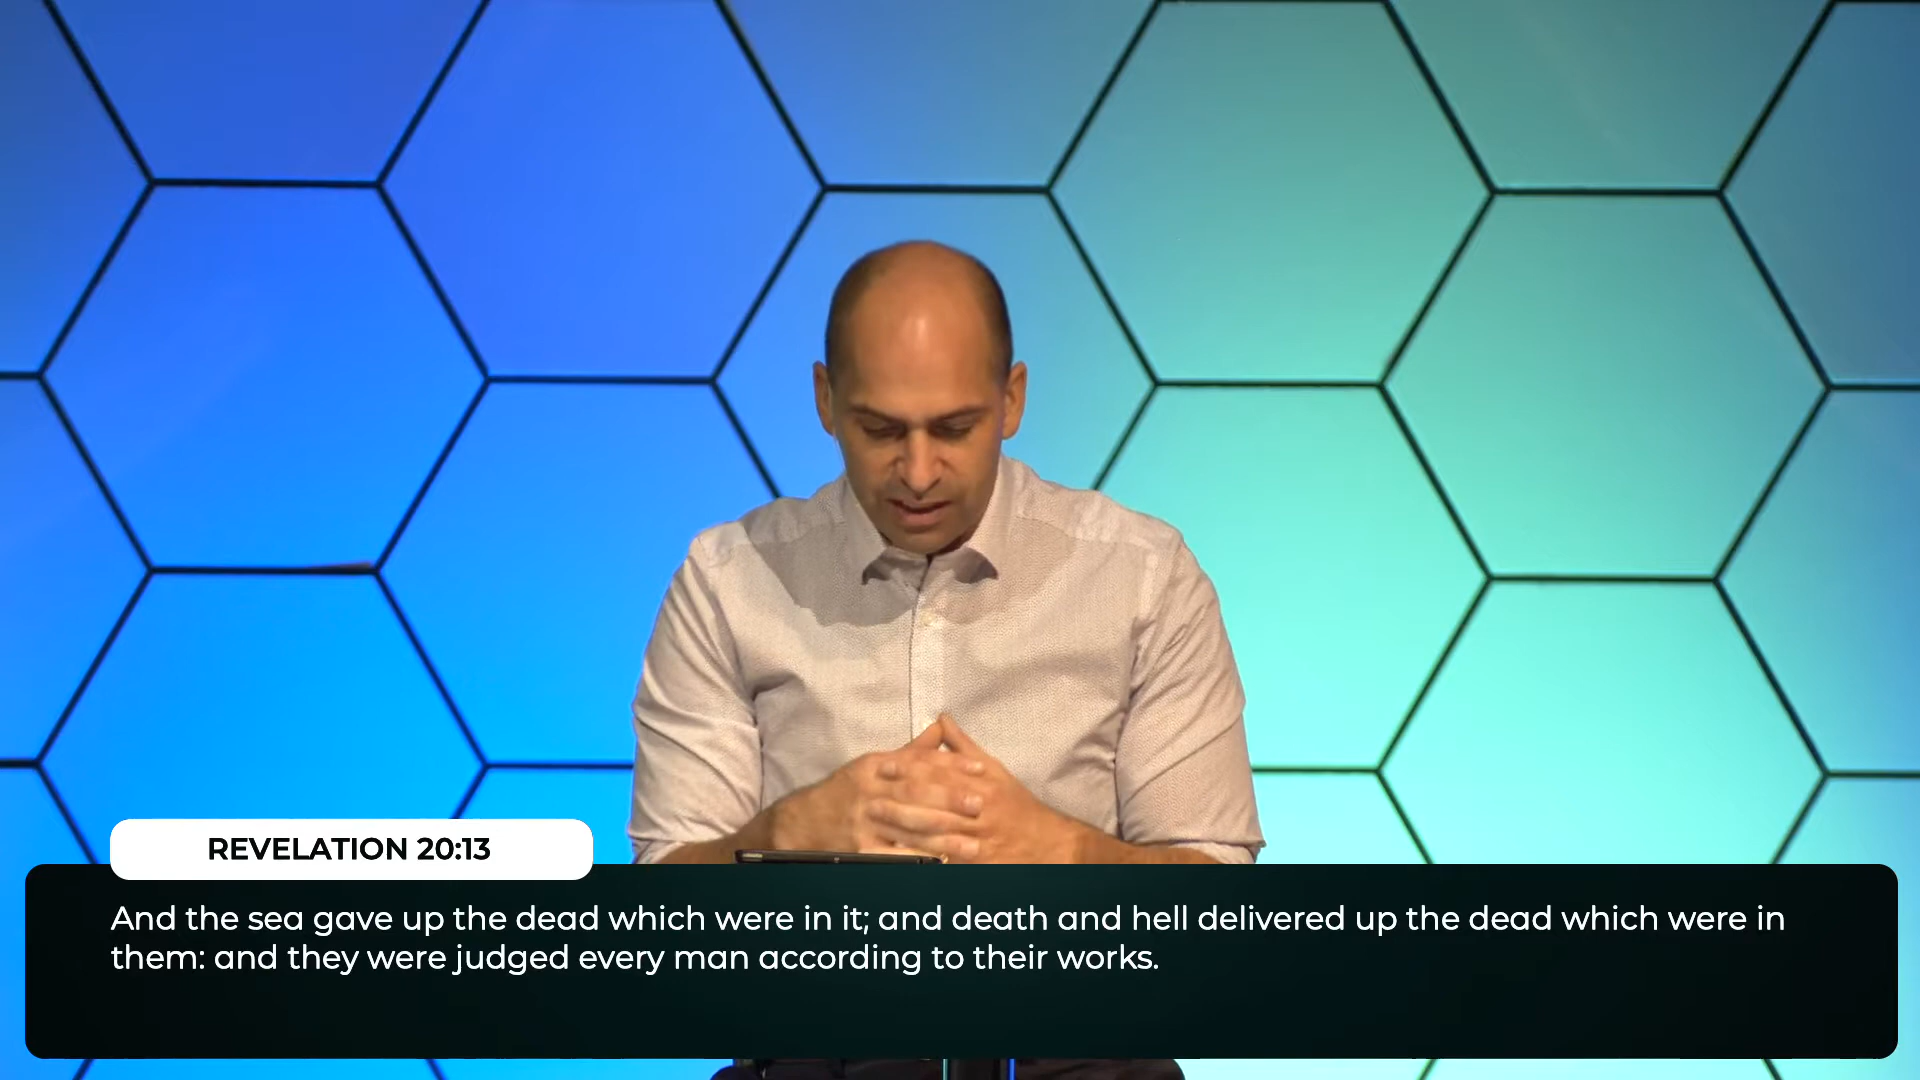 REVELATION 20:13
And the sea gave up the dead which were in it; and death and hell delivered up the dead which were in
them: and they were judged every man according to their works.